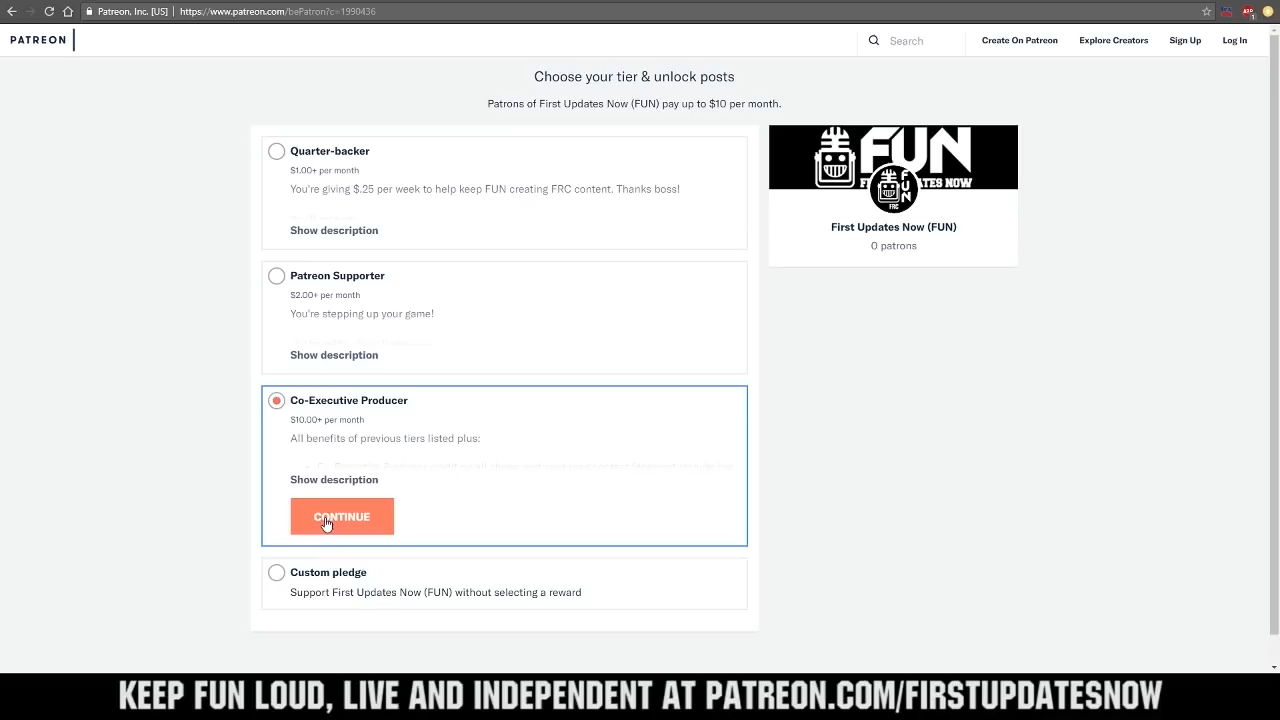 Patreon, Inc. [US] | https://www.patreon.com/bePatron?c=1990436
PATREON
Search
Create On Patreon
Explore Creators
Sign Up
Log In
Choose your tier & unlock posts
Patrons of First Updates Now (FUN) pay up to $10 per month.
Quarter-backer
$1.00+ per month
You're giving $.25 per week to help keep FUN creating FRC content. Thanks boss!
Show description
Patreon Supporter
$2.00+ per month
You're stepping up your game!
Show description
Co-Executive Producer
$10.00+ per month
All benefits of previous tiers listed plus:
Show description
CONTINUE
Custom pledge
Support First Updates Now (FUN) without selecting a reward
FUN
FUN
FRC
First Updates Now (FUN)
0 patrons
KEEP FUN LOUD, LIVE AND INDEPENDENT AT PATREON.COM/FIRSTUPDATESNOW